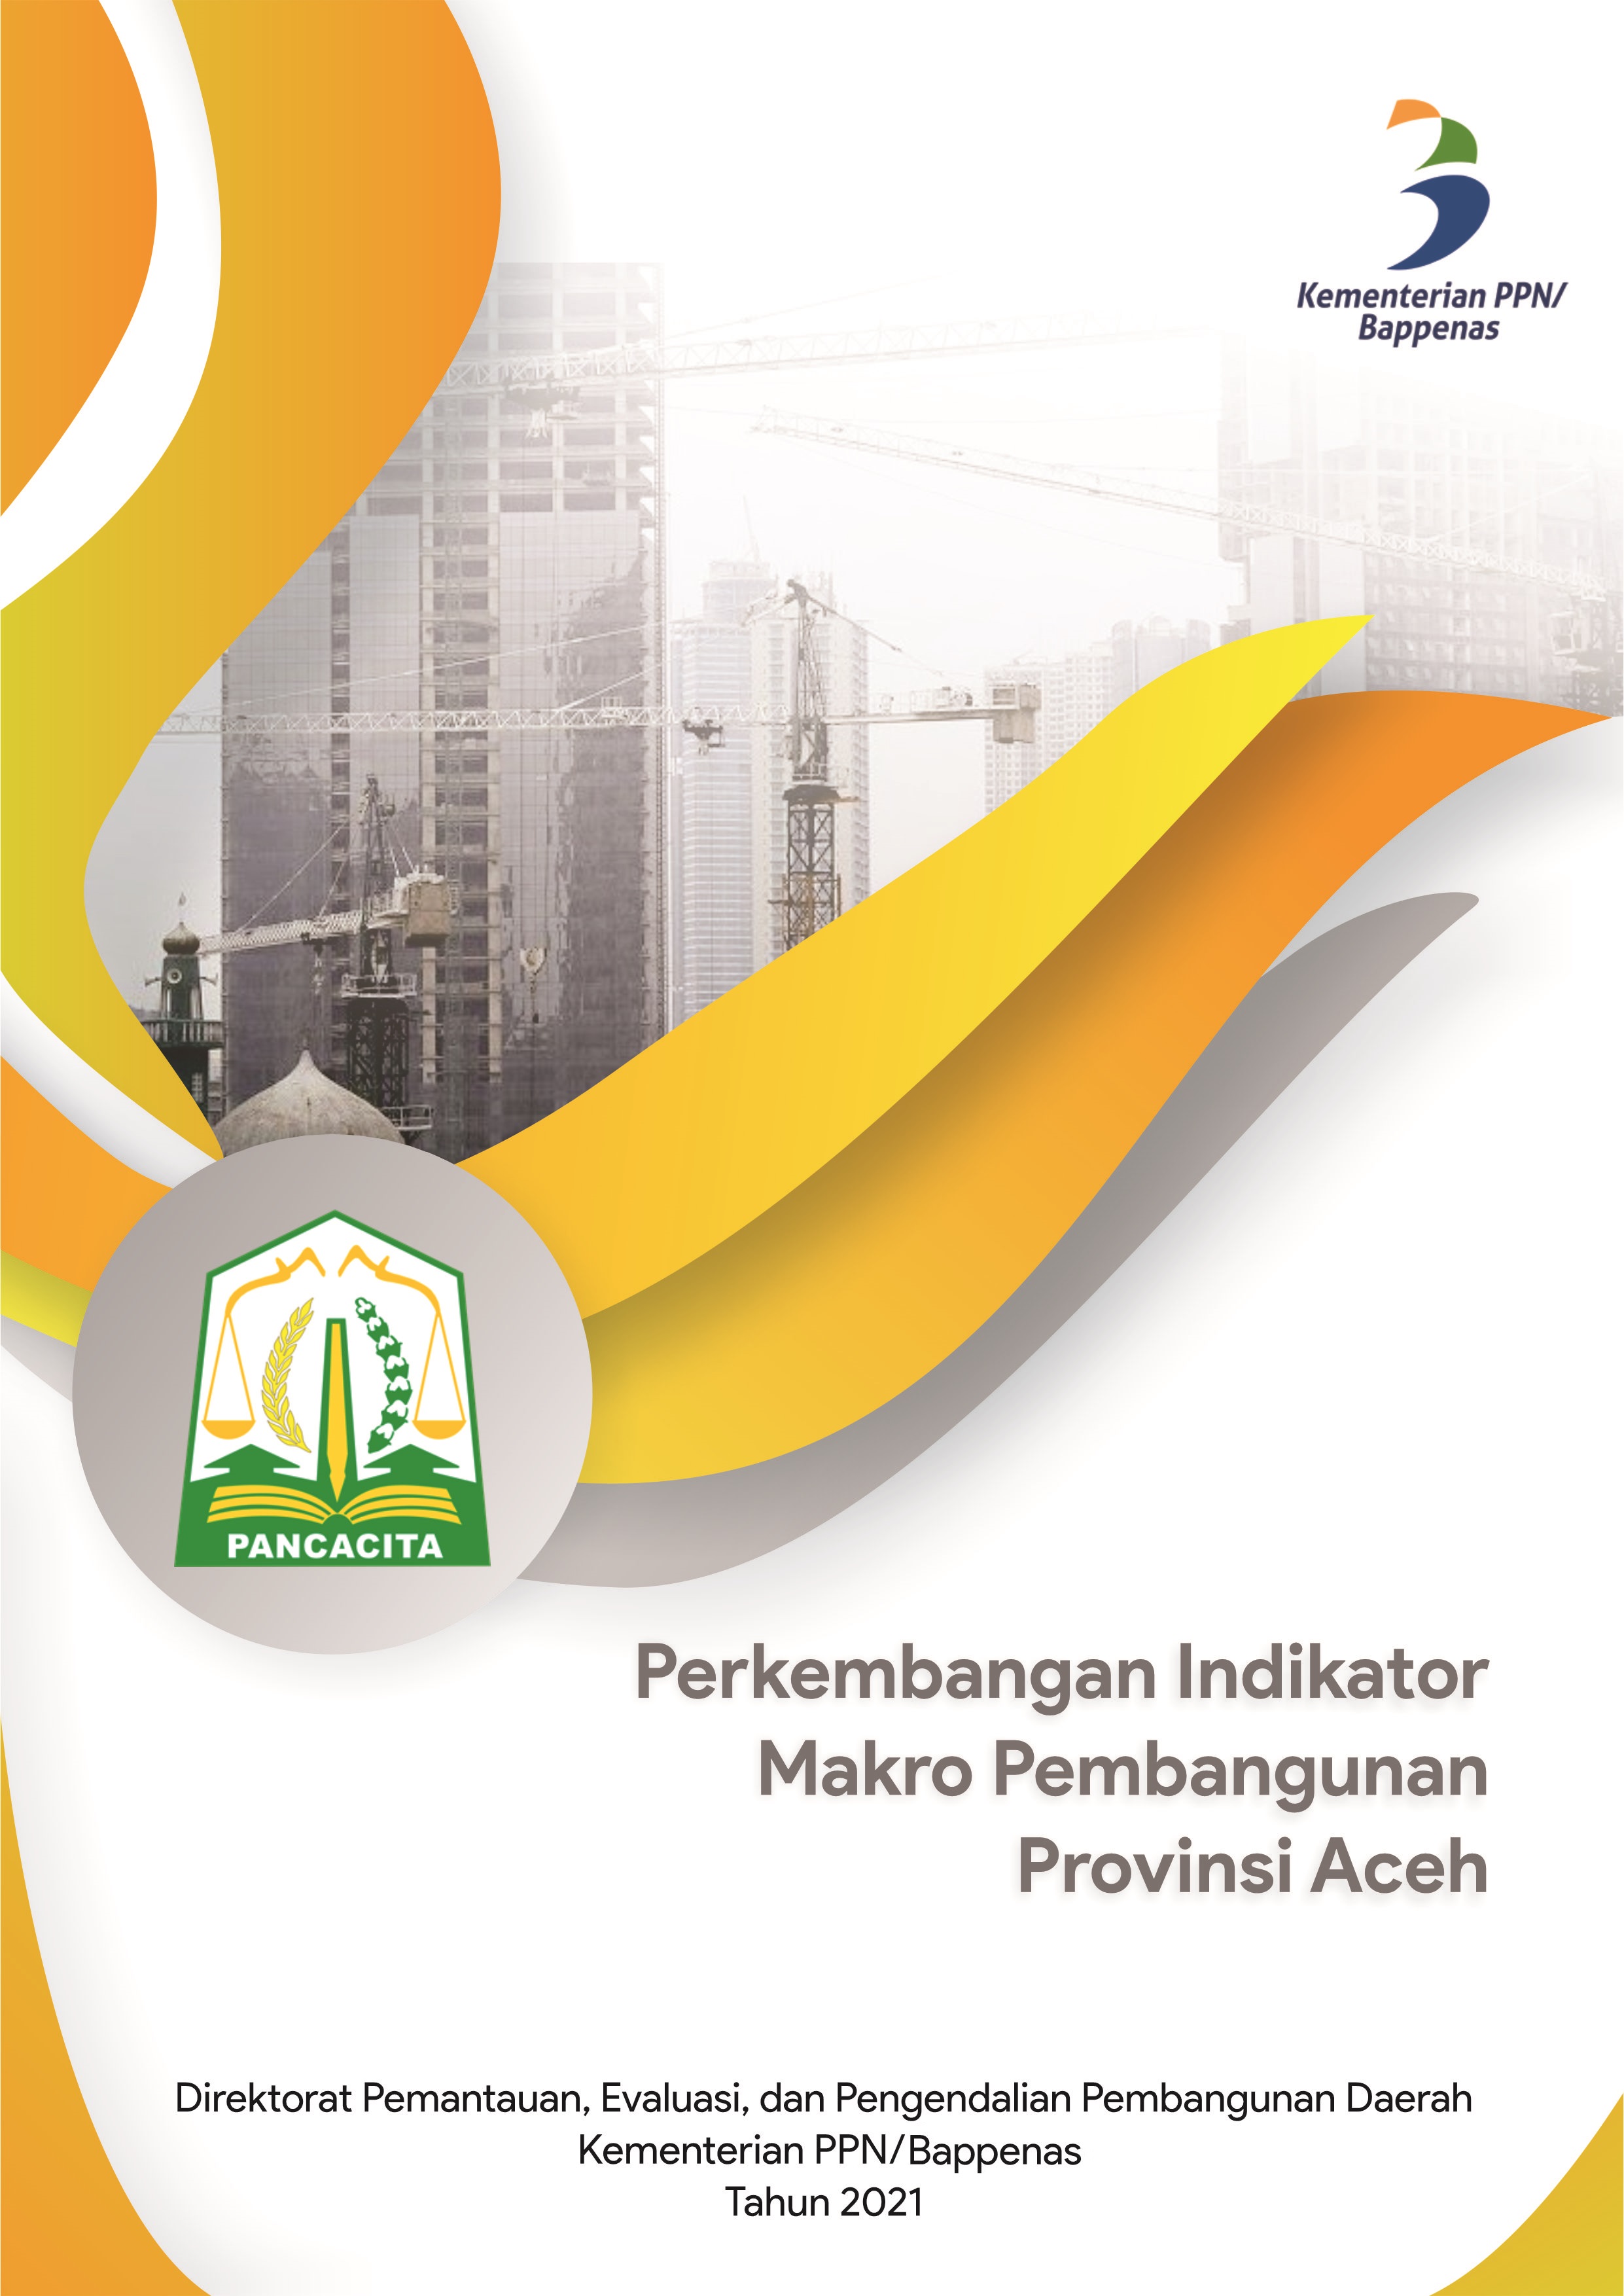 Kementerian PPN/
Bappenas
PANCACITA
Perkembangan Indikator
Makro Pembangunan
Provinsi Aceh
Direktorat Pemantauan, Evaluasi, dan Pengendalian Pembangunan Daerah
Kementerian PPN/Bappenas
Tahun 2021